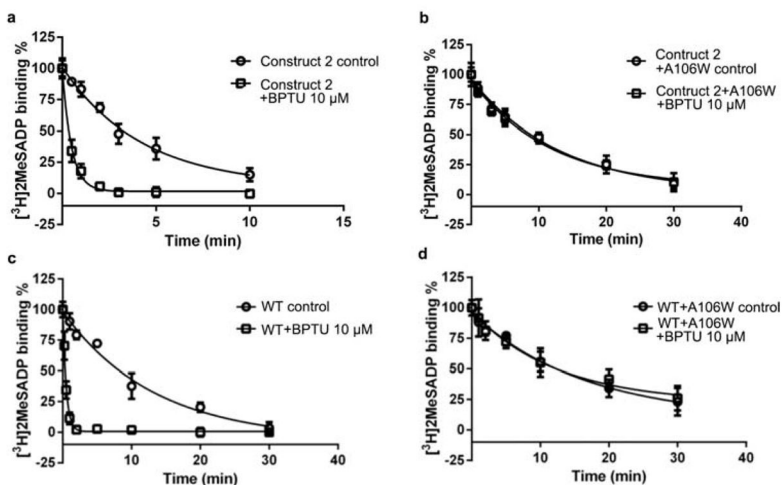 a
[³H]2MeSADP binding %
125
100
75
50
25
0
-25
0 5 10 15
Time (min)
Construct 2 control
Construct 2
+BPTU 10 µM
b
[³H]2MeSADP binding %
125
100
75
50
25
0
-25
0 10 20 30 40
Time (min)
Contruct 2
+A106W control
Contruct 2+A106W
+BPTU 10 µM
c
[³H]2MeSADP binding %
125
100
75
50
25
0
-25
0 10 20 30 40
Time (min)
WT control
WT+BPTU 10 µM
d
[³H]2MeSADP binding %
125
100
75
50
25
0
-25
0 10 20 30 40
Time (min)
WT+A106W control
WT+A106W
+BPTU 10 µM